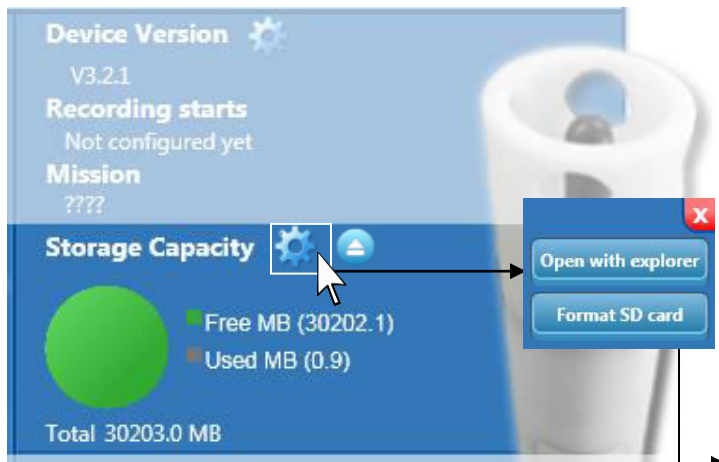 Device Version
V3.2.1
Recording starts
Not configured yet
Mission
????
Storage Capacity
X
Open with explorer
Format SD card
Free MB (30202.1)
Used MB (0.9)
Total 30203.0 MB